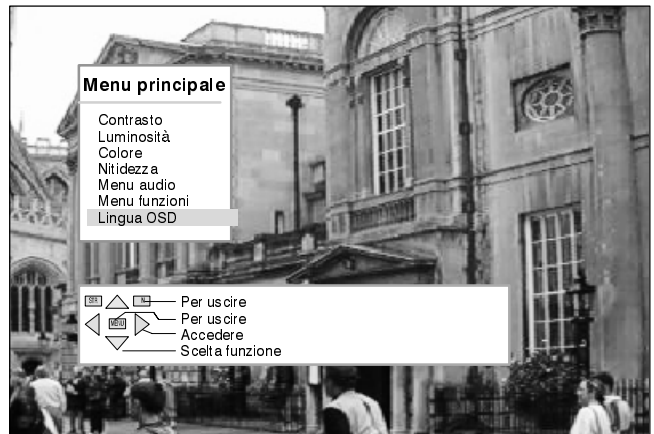 Menu principale
Contrasto
Luminosità
Colore
Nitidezza
Menu audio
Menu funzioni
Lingua OSD
Per uscire
MENU
Per uscire
Accedere
Scelta funzione